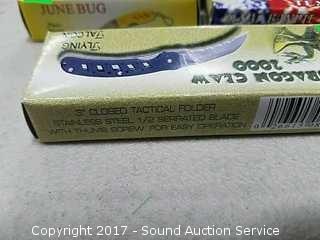 JUNE BUG
FLYING
FALCON
DRAGON CLAW
2000
5" CLOSED TACTICAL FOLDER
STAINLESS STEEL 1/2 SERRATED BLADE
WITH THUMB SCREW FOR EASY OPERATION
Copyright 2017 - Sound Auction Service